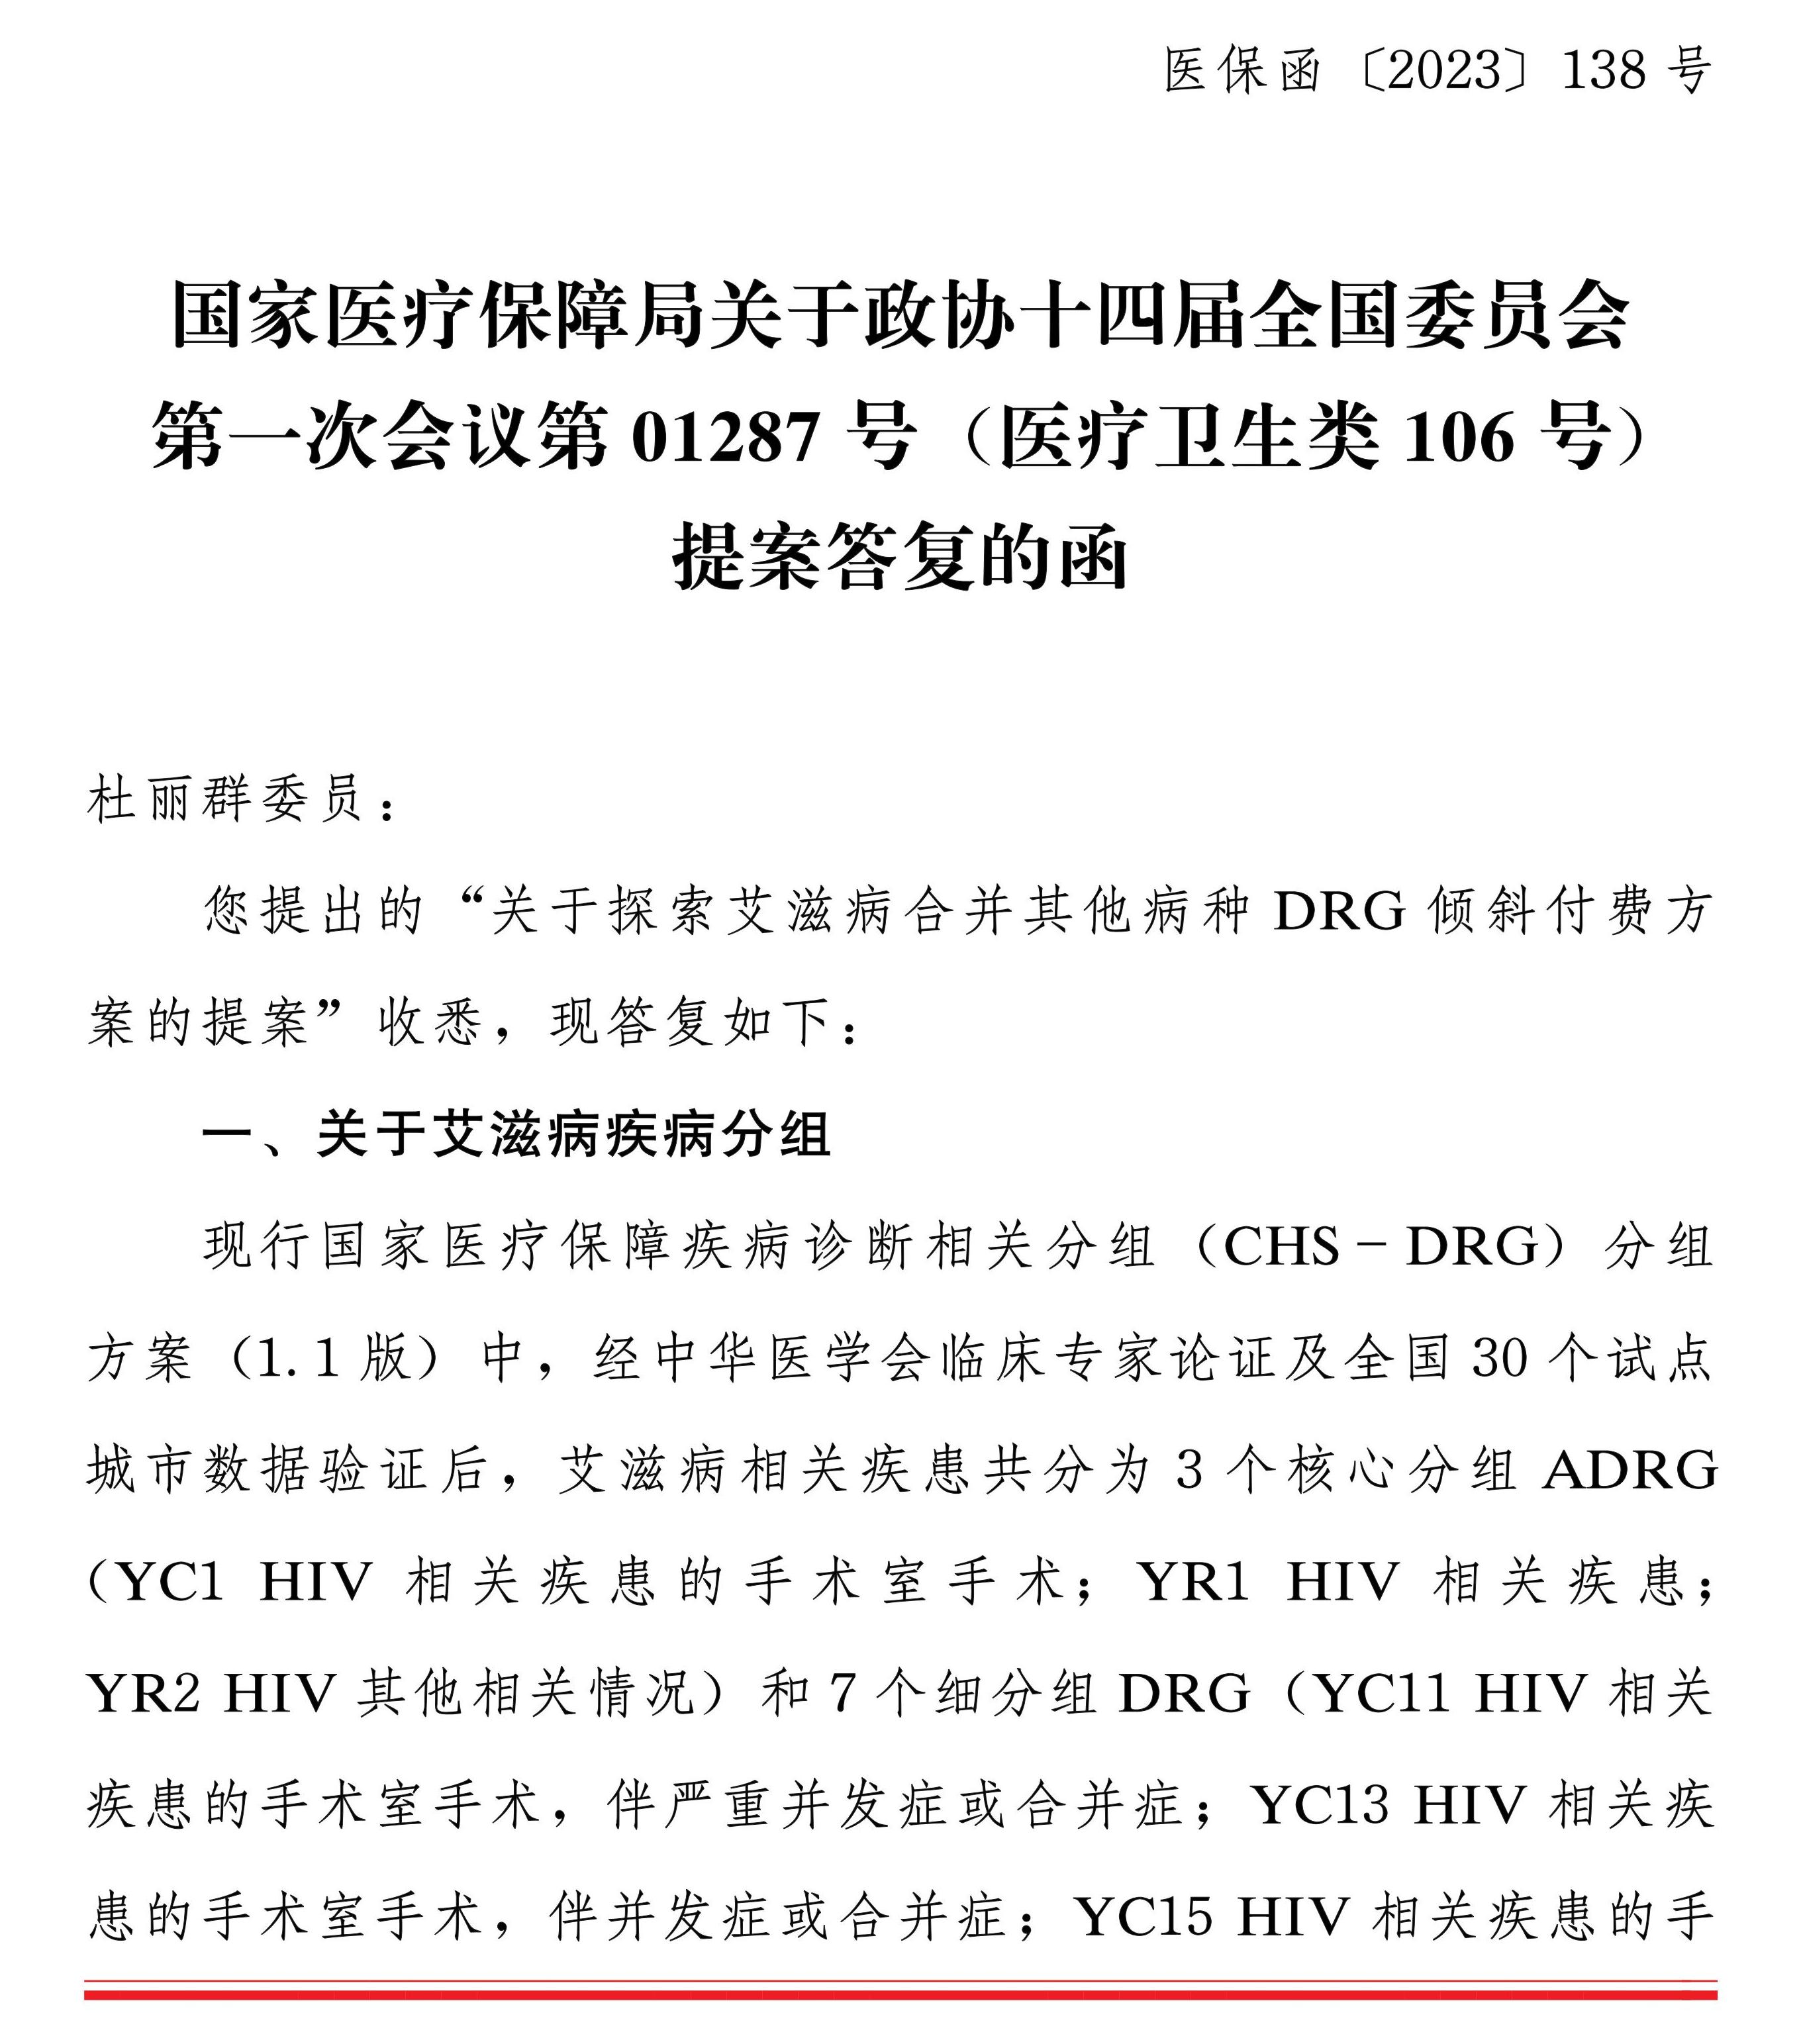 医保函〔2023〕138 号
国家医疗保障局关于政协十四届全国委员会
第一次会议第 01287 号（医疗卫生类 106 号）
提案答复的函
杜丽群委员：
您提出的“关于探索艾滋病合并其他病种 DRG 倾斜付费方
案的提案”收悉，现答复如下：
一、关于艾滋病疾病分组
现行国家医疗保障疾病诊断相关分组（CHS－DRG）分组
方案（1.1 版）中，经中华医学会临床专家论证及全国 30 个试点
城市数据验证后，艾滋病相关疾患共分为 3 个核心分组 ADRG
（YC1 HIV 相关疾患的手术室手术；YR1 HIV 相关疾患；
YR2 HIV 其他相关情况）和 7 个细分组 DRG（YC11 HIV 相关
疾患的手术室手术，伴严重并发症或合并症；YC13 HIV 相关疾
患的手术室手术，伴并发症或合并症；YC15 HIV 相关疾患的手